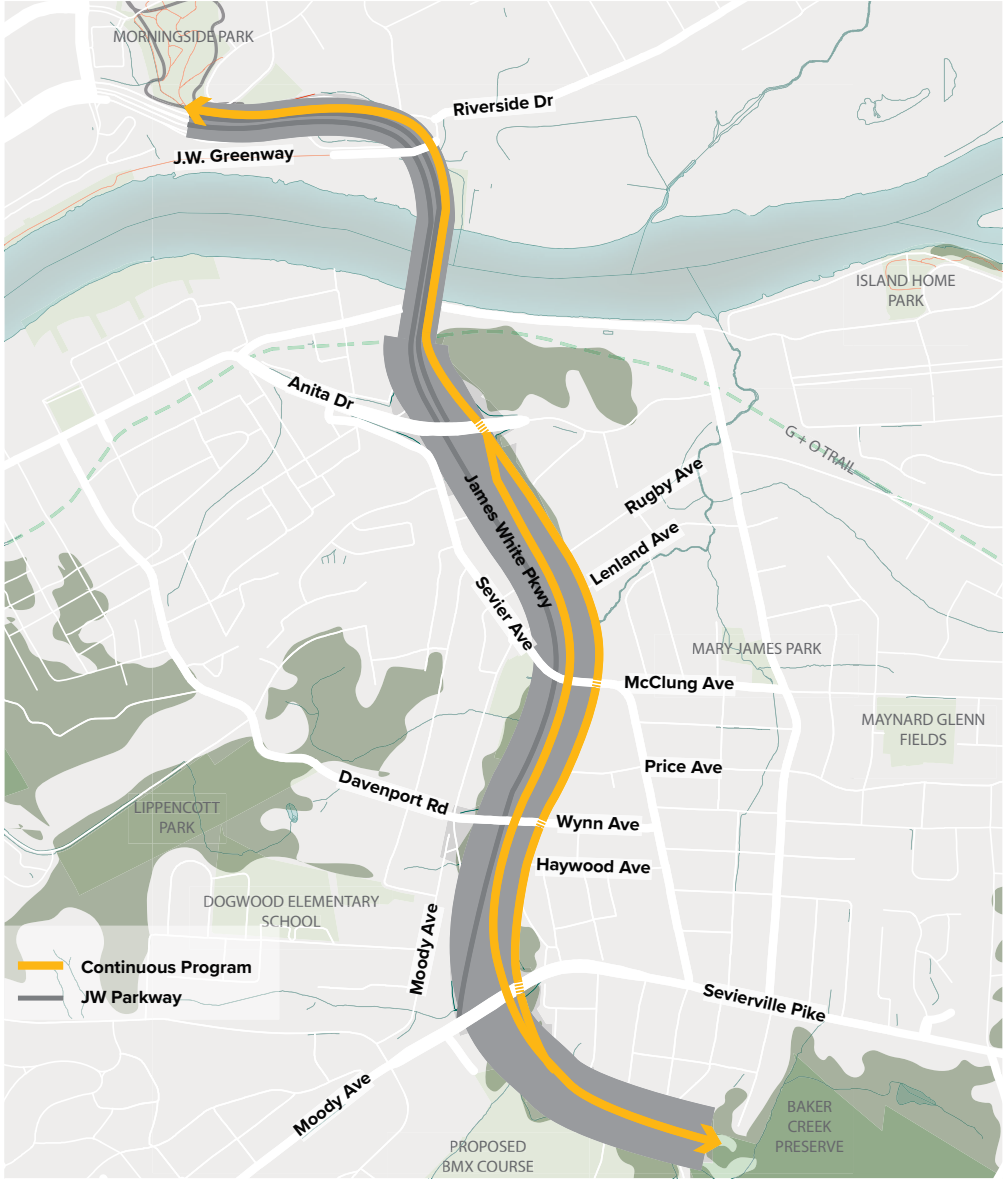 MORNINGSIDE PARK
Riverside Dr
J.W. Greenway
ISLAND HOME
PARK
Anita Dr
G + O TRAIL
Rugby Ave
James White Pkwy
Lenland Ave
Sevier Ave
MARY JAMES PARK
McClung Ave
MAYNARD GLENN
FIELDS
Price Ave
Davenport Rd
LIPPENCOTT
PARK
Wynn Ave
Haywood Ave
DOGWOOD ELEMENTARY
SCHOOL
Moody Ave
Continuous Program
JW Parkway
Sevierville Pike
Moody Ave
BAKER
CREEK
PRESERVE
PROPOSED
BMX COURSE